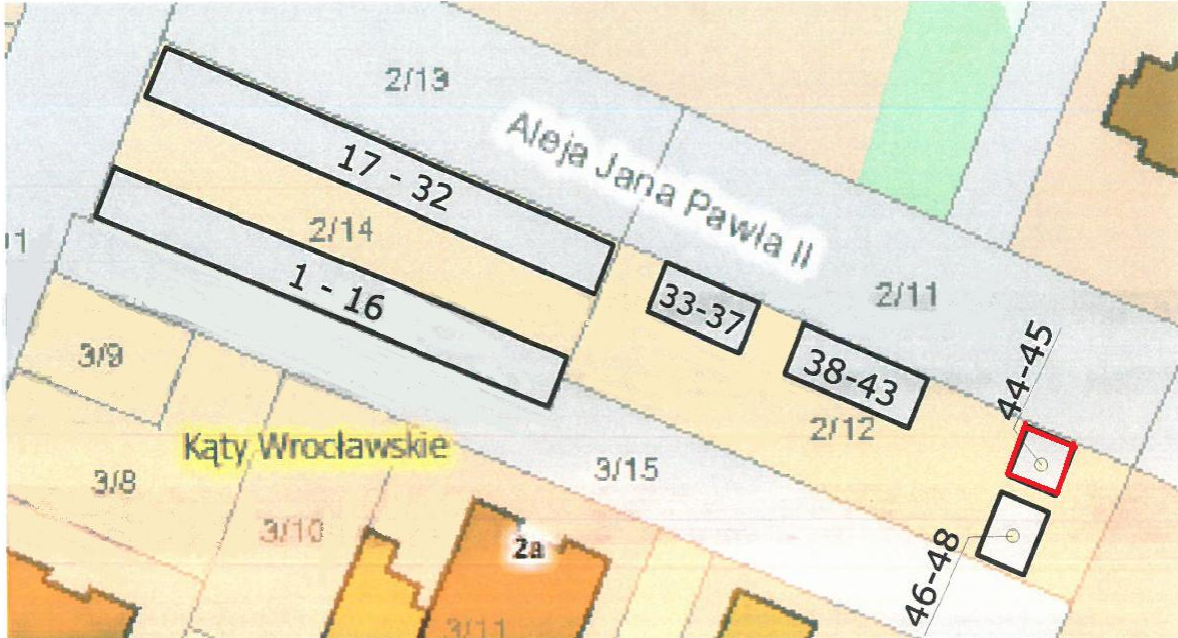 2/13
Aleja Jana Pawla II
17 - 32
2/14
1 - 16
33-37
2/11
38-43
44-45
3/9
2/12
Kąty Wrocławskie
3/15
3/8
3/10
2a
46-48
3/11